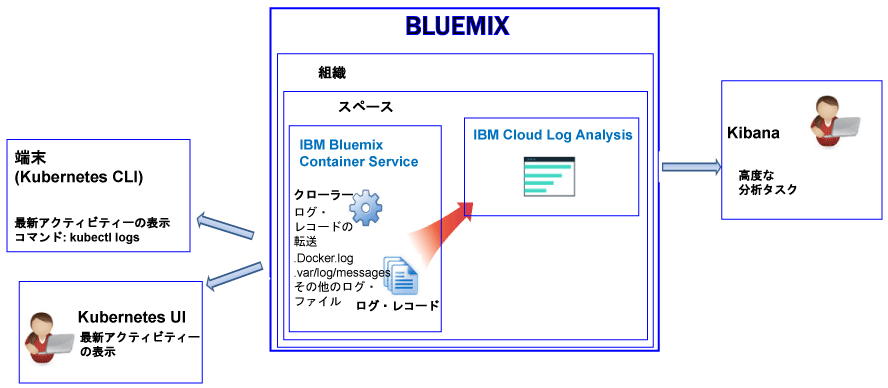 BLUEMIX
組織
スペース
IBM Bluemix
Container Service
クローラー
ログ・
レコードの
転送
.Docker.log
.var/log/messages
その他のログ・
ファイル
ログ・レコード
IBM Cloud Log Analysis
端末
(Kubernetes CLI)
最新アクティビティーの表示
コマンド: kubectl logs
Kubernetes UI
最新アクティビティー
の表示
Kibana
高度な
分析タスク